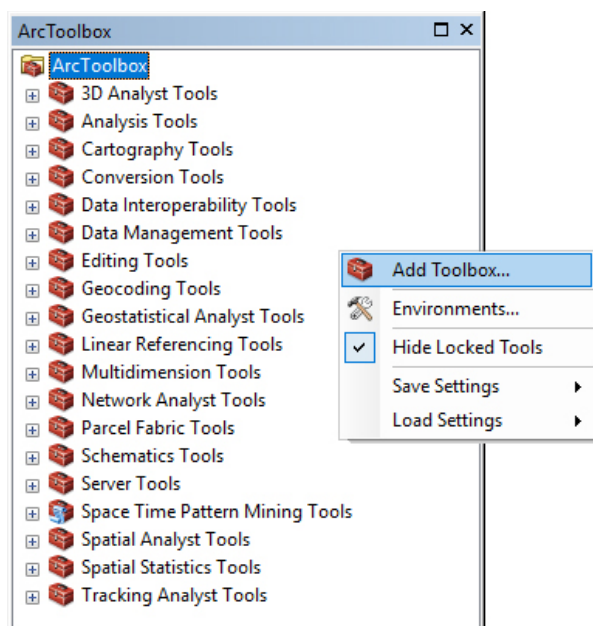 ArcToolbox
ArcToolbox
3D Analyst Tools
Analysis Tools
Cartography Tools
Conversion Tools
Data Interoperability Tools
Data Management Tools
Editing Tools
Geocoding Tools
Geostatistical Analyst Tools
Linear Referencing Tools
Multidimension Tools
Network Analyst Tools
Parcel Fabric Tools
Schematics Tools
Server Tools
Space Time Pattern Mining Tools
Spatial Analyst Tools
Spatial Statistics Tools
Tracking Analyst Tools
Add Toolbox...
Environments...
Hide Locked Tools
Save Settings
Load Settings